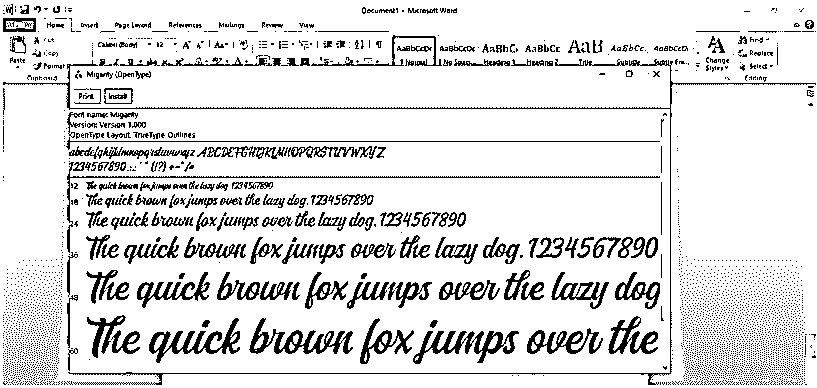 Document1 - Microsoft Word
Home Insert Page Layout References Mailings Review View
Cut
Copy
Format
Paste
Clipboard
Calibri (Body) 12
AaBbCcDc AaBbCcDc AaBbCc AaBbCc AaB AaBbCc. AaBbCcDc
1 Normal 1 No Spac... Heading 1 Heading 2 Title Subtitle Subtle Em...
Change Styles
Find
Replace
Select
Editing
Migarity (OpenType)
Print Install
Font name: Migarity
Version: Version 1.000
OpenType Layout, TrueType Outlines
abcdefghijklmnopqrstuvwxyz ABCDEFGHIJKLMNOPQRSTUVWXYZ
1234567890
12 The quick brown fox jumps over the lazy dog. 1234567890
18 The quick brown fox jumps over the lazy dog. 1234567890
24 The quick brown fox jumps over the lazy dog. 1234567890
36 The quick brown fox jumps over the lazy dog. 1234567890
48 The quick brown fox jumps over the lazy dog
60 The quick brown fox jumps over the